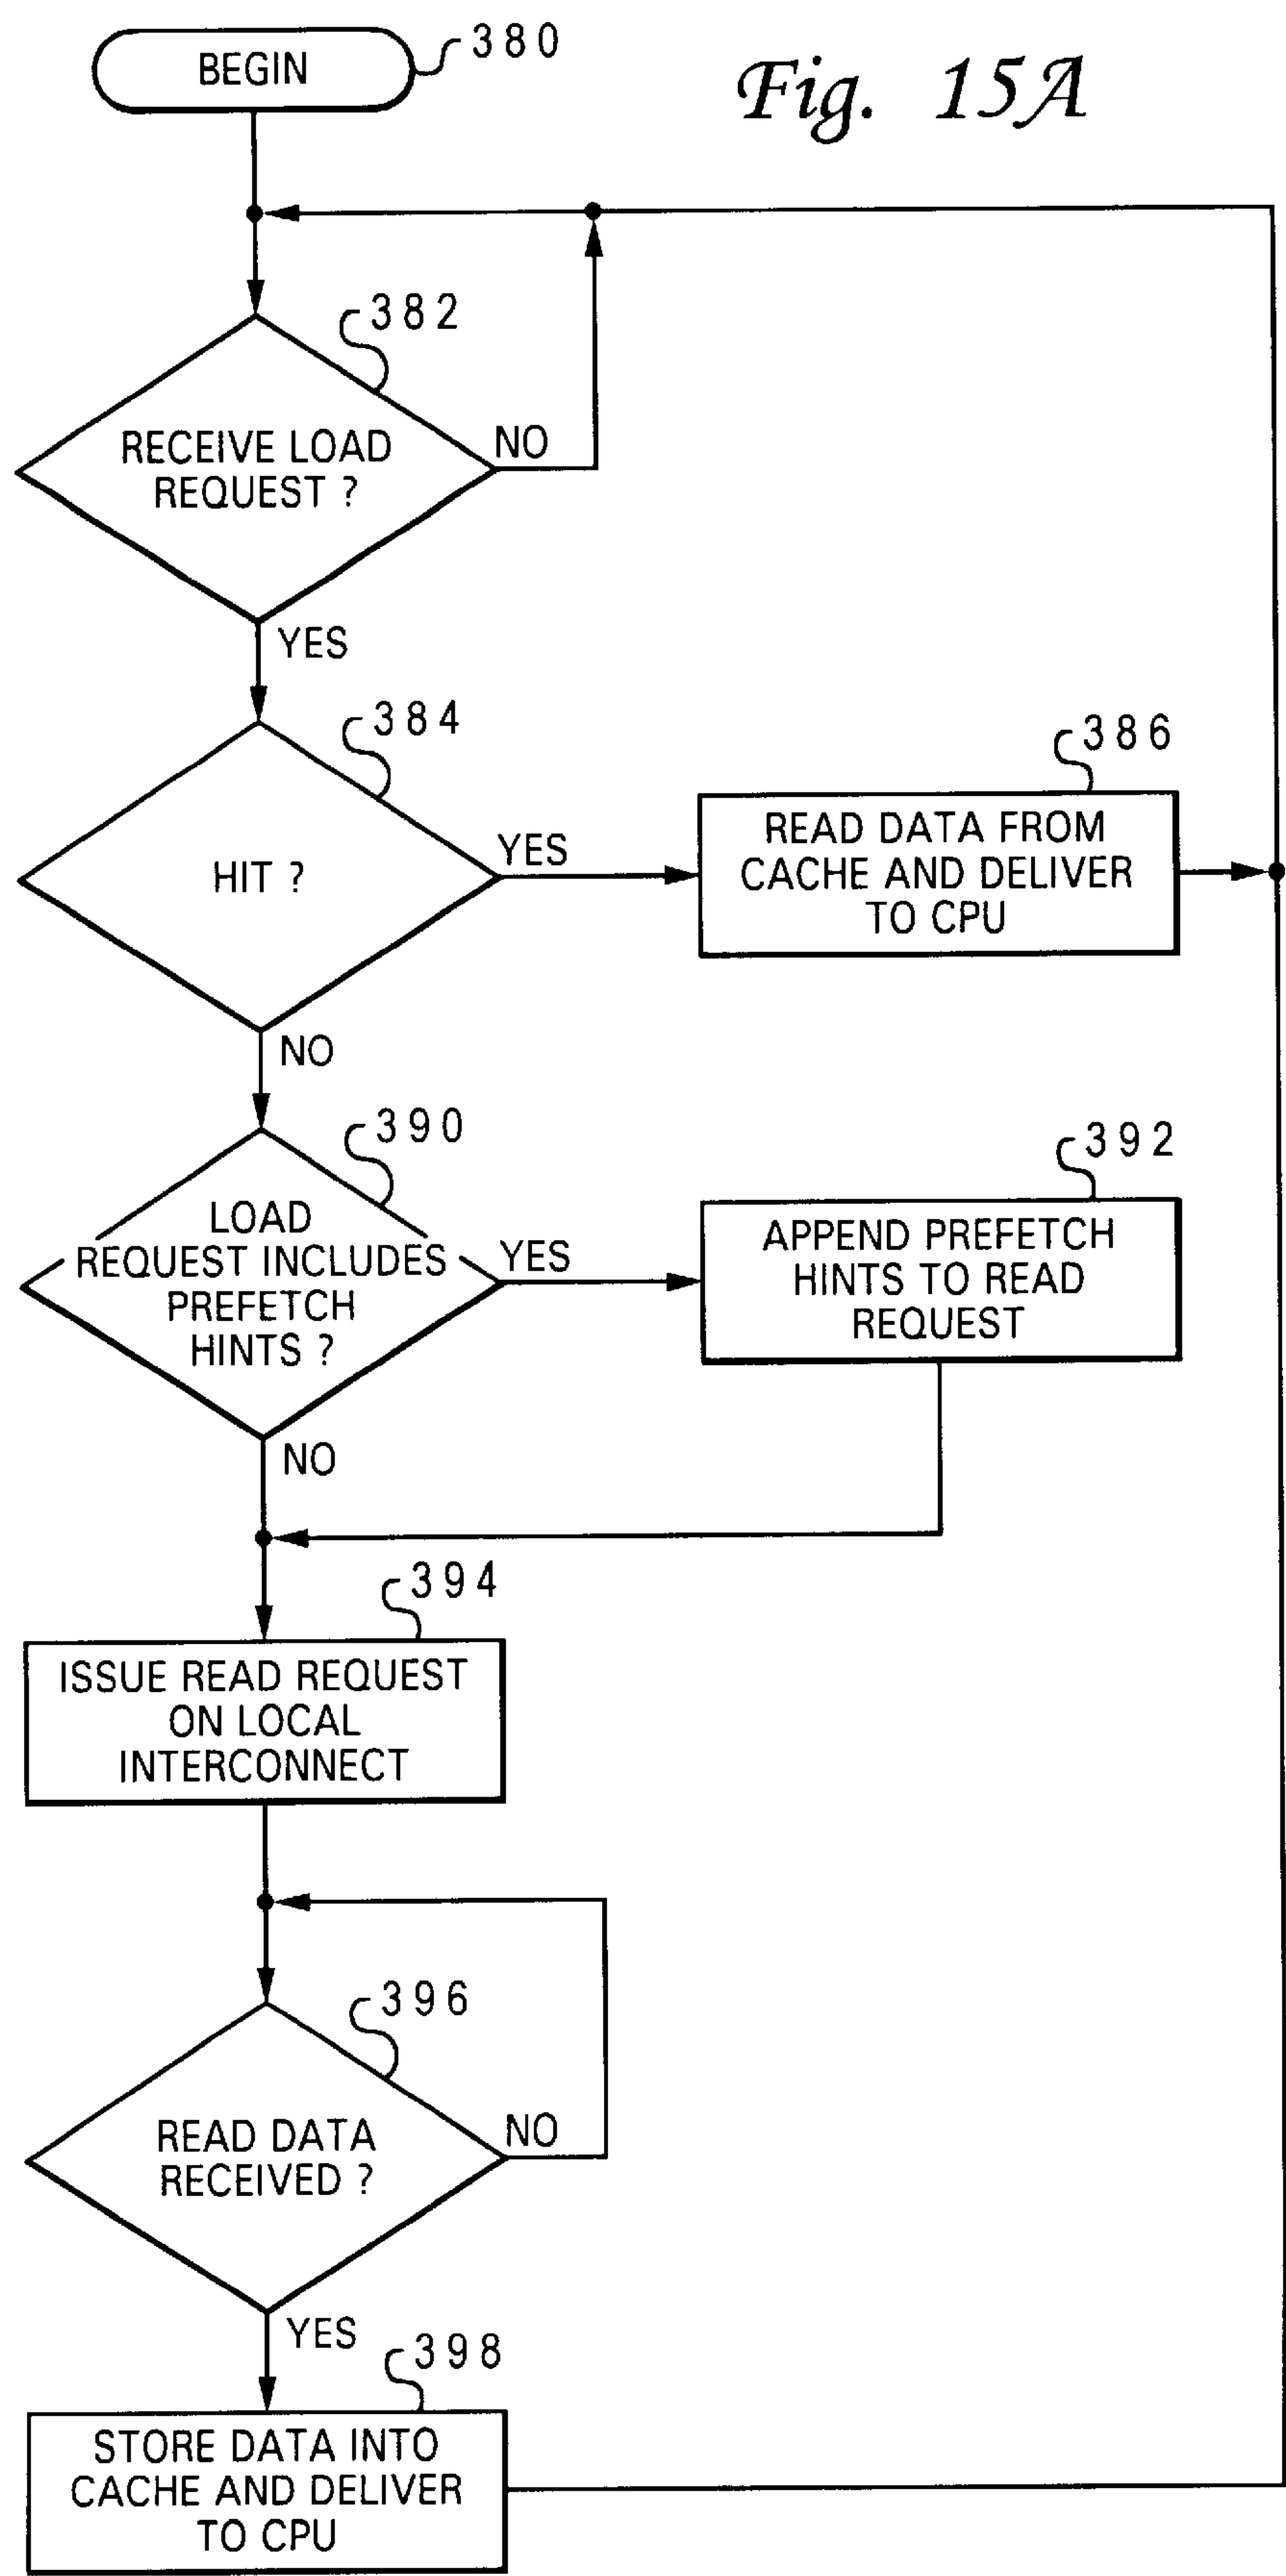 BEGIN
380
Fig. 15A
382
RECEIVE LOAD
REQUEST ?
NO
YES
384
HIT ?
YES
386
READ DATA FROM
CACHE AND DELIVER
TO CPU
NO
390
LOAD
REQUEST INCLUDES
PREFETCH
HINTS ?
YES
392
APPEND PREFETCH
HINTS TO READ
REQUEST
NO
394
ISSUE READ REQUEST
ON LOCAL
INTERCONNECT
396
READ DATA
RECEIVED ?
NO
YES
398
STORE DATA INTO
CACHE AND DELIVER
TO CPU